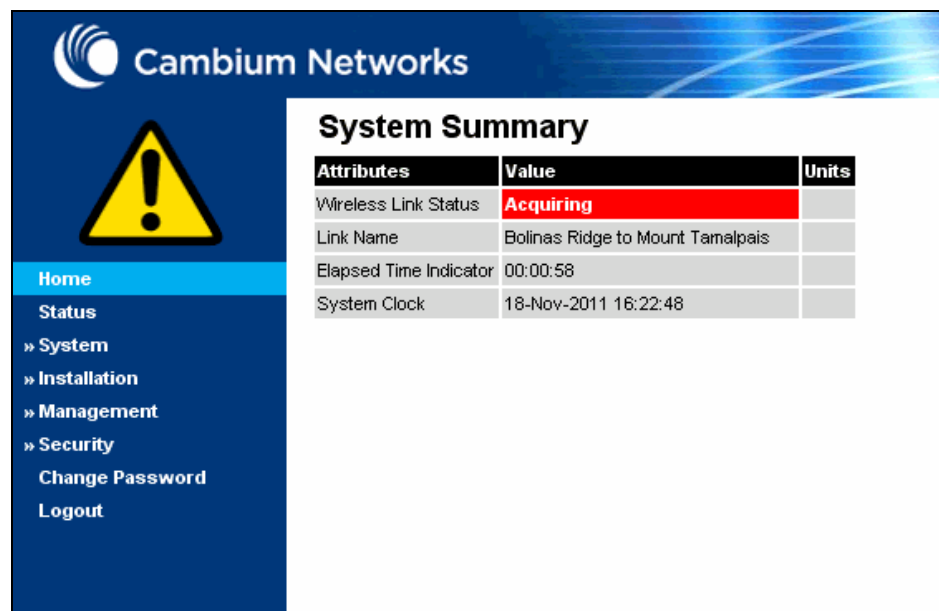 Cambium Networks
System Summary
Attributes Value Units
Wireless Link Status Acquiring
Link Name Bolinas Ridge to Mount Tamalpais
Elapsed Time Indicator 00:00:58
System Clock 18-Nov-2011 16:22:48
Home
Status
» System
» Installation
» Management
» Security
Change Password
Logout